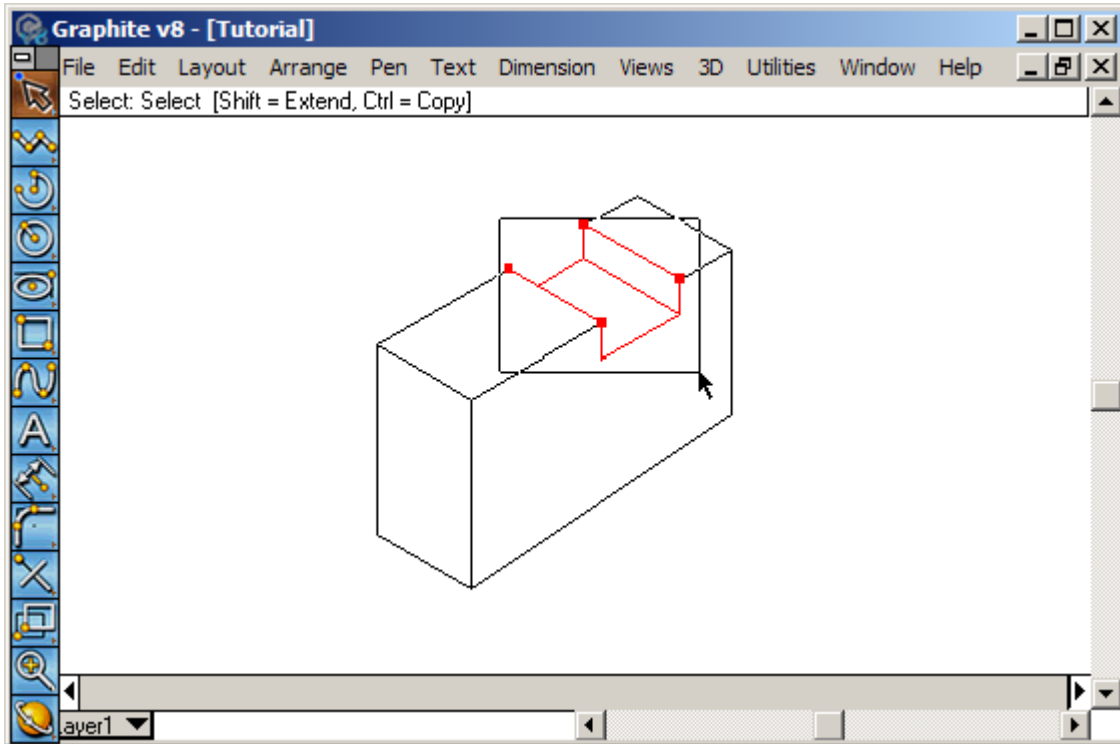 Graphite v8 - [Tutorial]
File Edit Layout Arrange Pen Text Dimension Views 3D Utilities Window Help
Select: Select [Shift = Extend, Ctrl = Copy]
A
ayer1